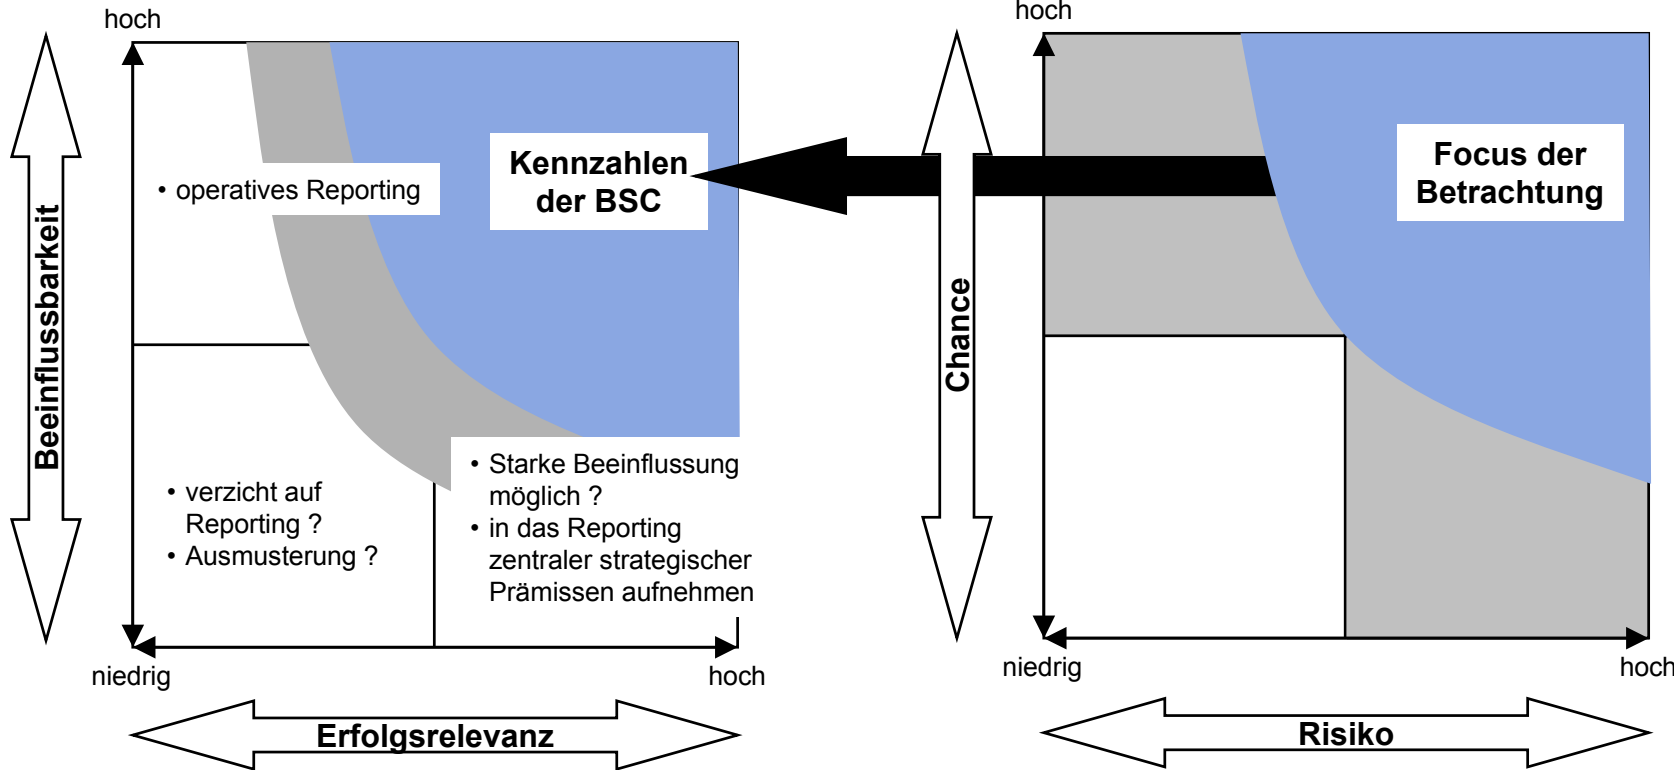 hoch
Beeinflussbarkeit
• operatives Reporting
Kennzahlen
der BSC
• verzicht auf
Reporting ?
• Ausmusterung ?
• Starke Beeinflussung
möglich ?
• in das Reporting
zentraler strategischer
Prämissen aufnehmen
niedrig
hoch
Erfolgsrelevanz
hoch
Chance
Focus der
Betrachtung
niedrig
hoch
Risiko